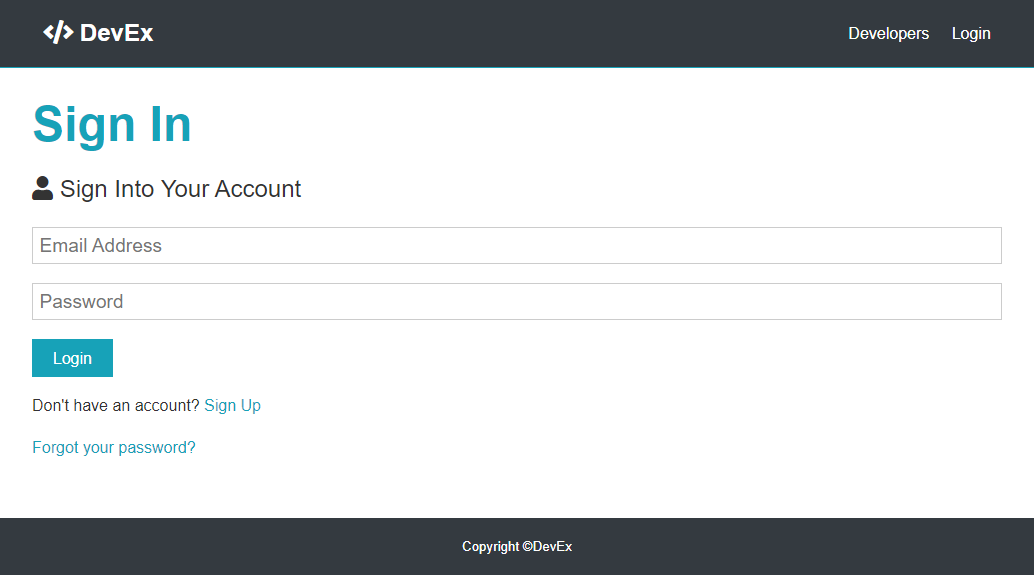 </> DevEx
Developers Login
Sign In
Sign Into Your Account
Email Address
Password
Login
Don't have an account? Sign Up
Forgot your password?
Copyright ©DevEx